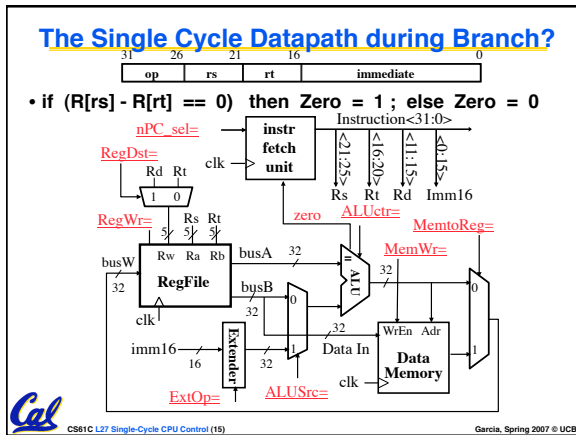 The Single Cycle Datapath during Branch?
31 26 21 16 0
op rs rt immediate
• if (R[rs] - R[rt] == 0) then Zero = 1 ; else Zero = 0
Instruction<31:0>
nPC_sel=
instr
fetch
unit
clk
<21:25>
<16:20>
<11:15>
<0:15>
Rs Rt Rd Imm16
RegDst=
Rd Rt
1 0
zero
ALUctr=
RegWr=
Rs Rt
5 5 5
MemtoReg=
MemWr=
busW
32
Rw Ra Rb
RegFile
busA
32
busB
32
clk
=
ALU
32
0
1
0
1
32
Data In
WrEn Adr
Data
Memory
clk
imm16
16
Extender
32
ExtOp=
ALUSrc=
Cal
CS61C L27 Single-Cycle CPU Control (15)
Garcia, Spring 2007 © UCB